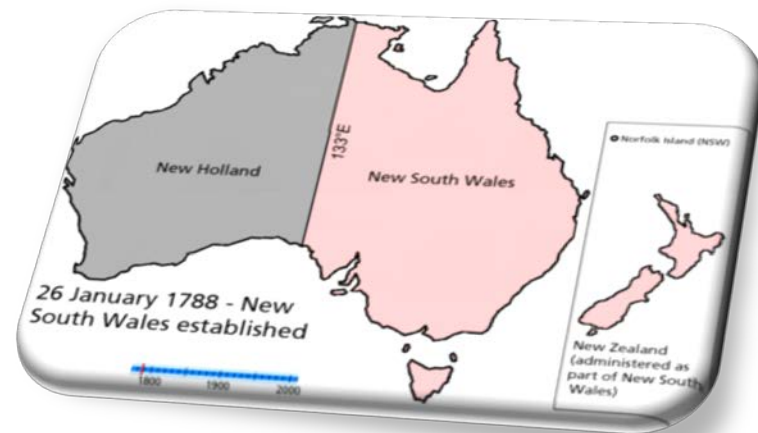 Norfolk Island (NSW)
133°E
New Holland
New South Wales
26 January 1788 - New
South Wales established
New Zealand
(administered as
part of New South
Wales)
1800
1900
2000